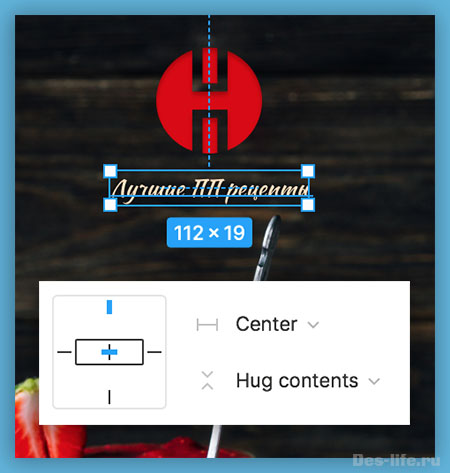 Лучшие ПП рецепты
112 × 19
Center
Hug contents
Des-life.ru